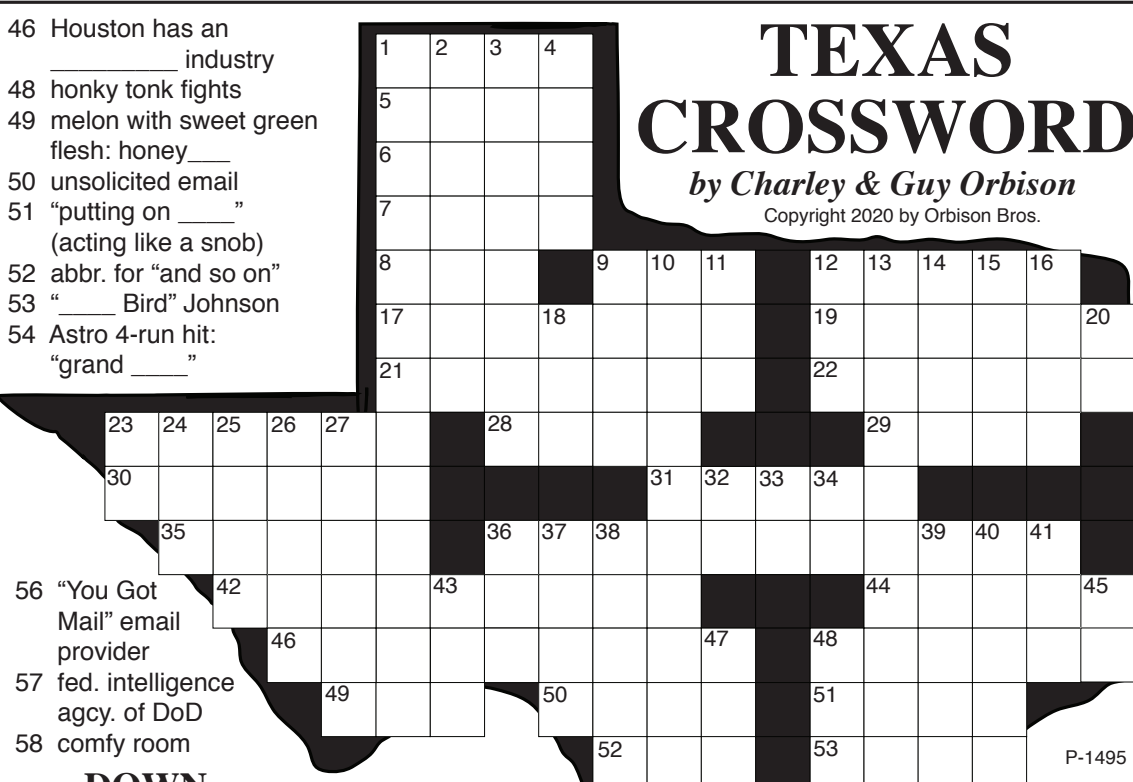 46 Houston has an
_________ industry
48 honky tonk fights
49 melon with sweet green
flesh: honey___
50 unsolicited email
51 “putting on ____”
(acting like a snob)
52 abbr. for “and so on”
53 “____ Bird” Johnson
54 Astro 4-run hit:
“grand ____”
TEXAS
CROSSWORD
by Charley & Guy Orbison
Copyright 2020 by Orbison Bros.
1 2 3 4
5
6
7
8 9 10 11 12 13 14 15 16
17 18 19 20
21 22
23 24 25 26 27 28 29
30 31 32 33 34
35 36 37 38 39 40 41
42 43 44 45
46 47 48
49 50 51
52 53
P-1495
56 “You Got
Mail” email
provider
57 fed. intelligence
agcy. of DoD
58 comfy room
DOWN